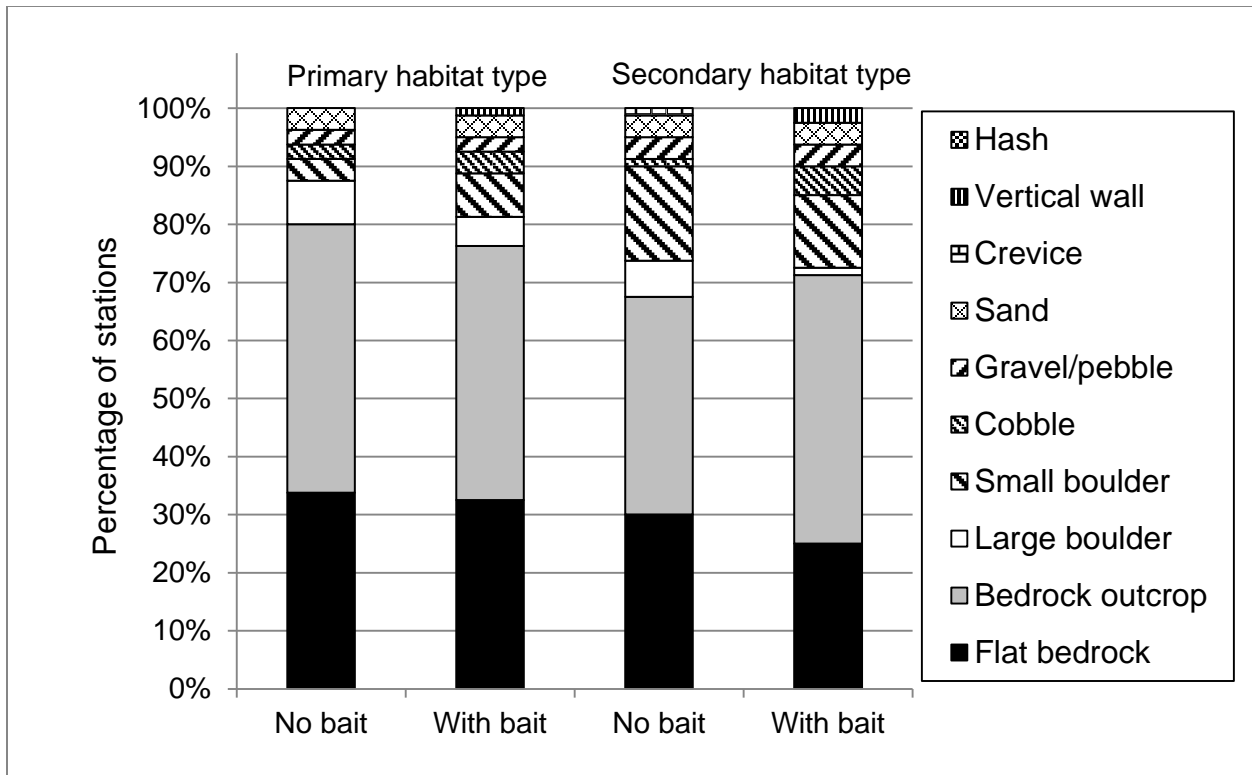 Primary habitat type
Secondary habitat type
Percentage of stations
100%
90%
80%
70%
60%
50%
40%
30%
20%
10%
0%
No bait
With bait
No bait
With bait
Hash
Vertical wall
Crevice
Sand
Gravel/pebble
Cobble
Small boulder
Large boulder
Bedrock outcrop
Flat bedrock